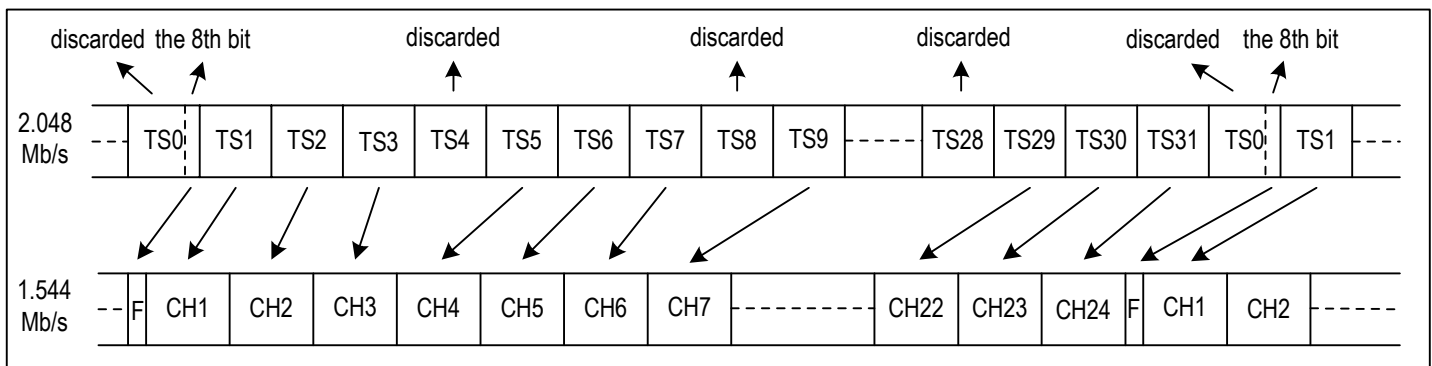 discarded the 8th bit discarded discarded discarded discarded the 8th bit
2.048
Mb/s
TS0 TS1 TS2 TS3 TS4 TS5 TS6 TS7 TS8 TS9 TS28 TS29 TS30 TS31 TS0 TS1
1.544
Mb/s
F CH1 CH2 CH3 CH4 CH5 CH6 CH7 CH22 CH23 CH24 F CH1 CH2